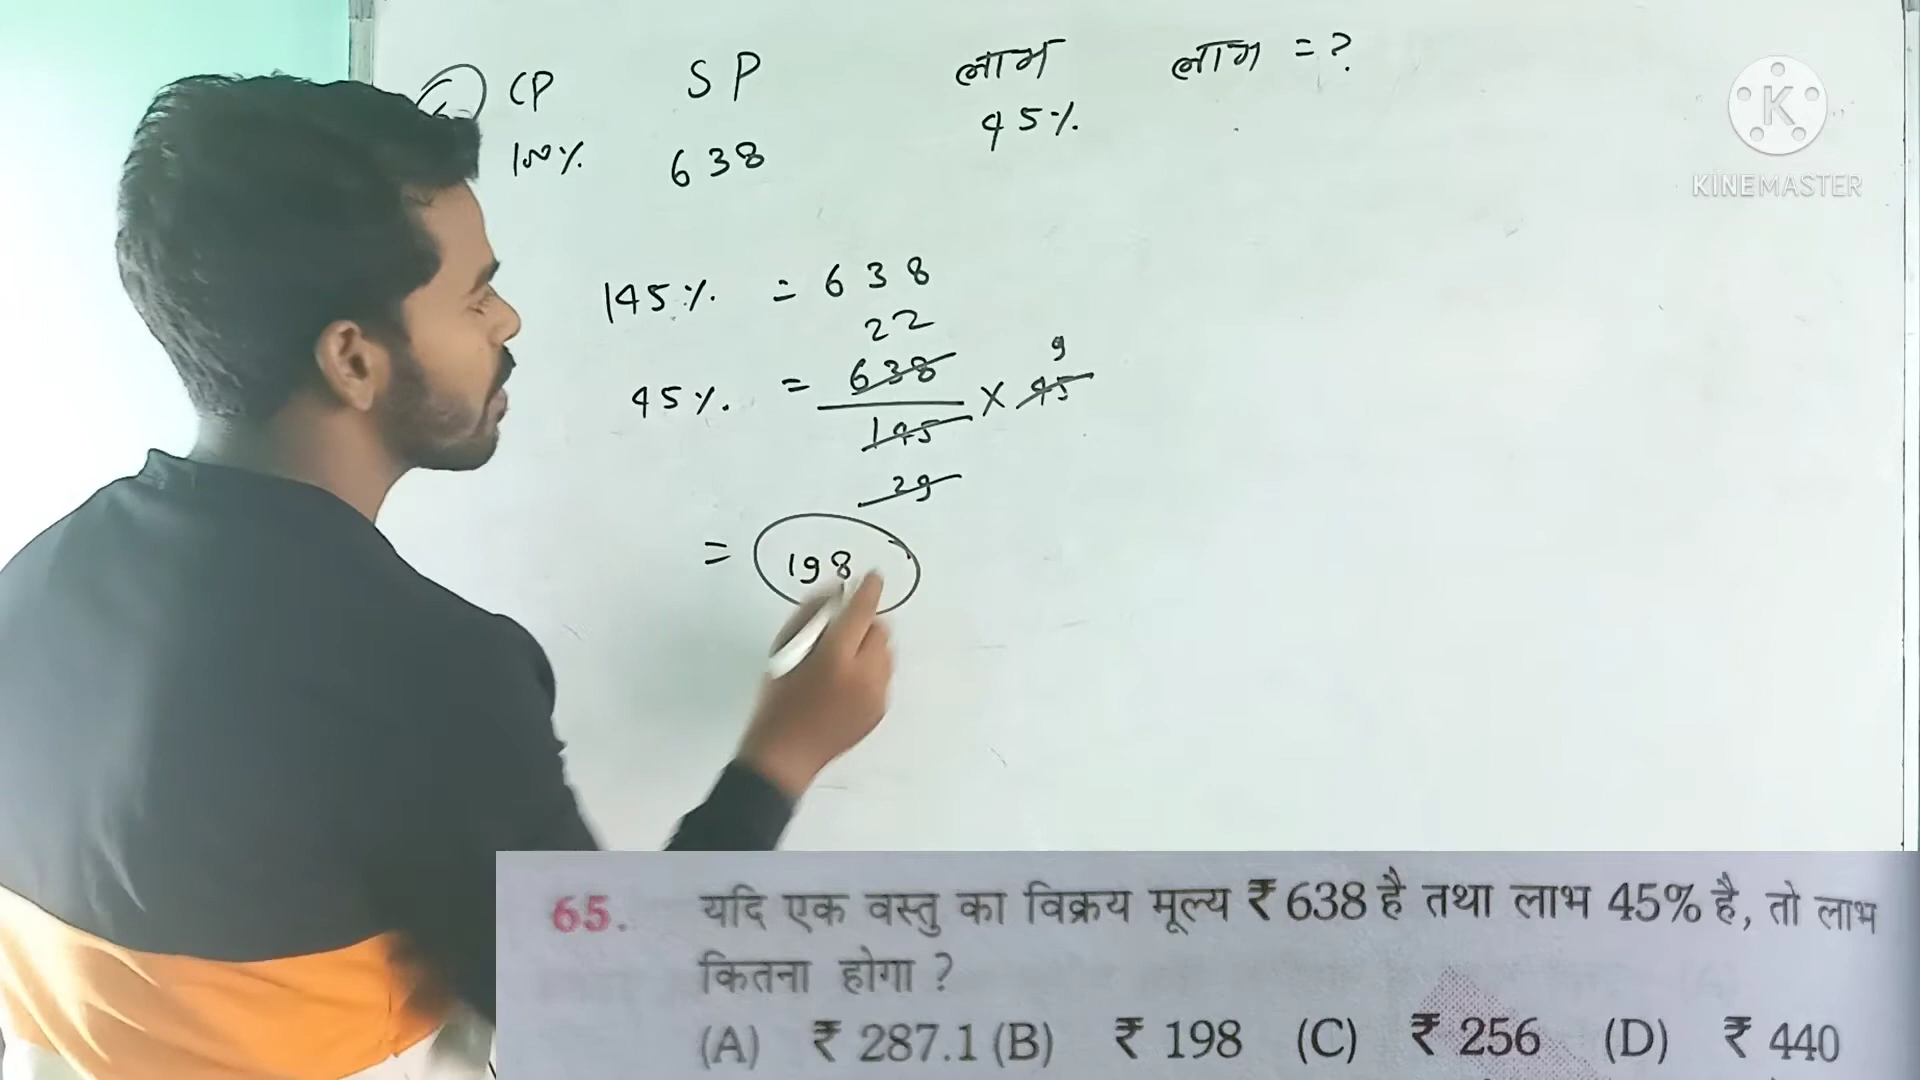 CP SP लाभ लाभ = ?
100% 638 45%
145% = 638
22
45% = 638 × 45
9
145
29
= 198
K
KINEMASTER
65. यदि एक वस्तु का विक्रय मूल्य ₹ 638 है तथा लाभ 45% है, तो लाभ
कितना होगा ?
(A) ₹ 287.1 (B) ₹ 198 (C) ₹ 256 (D) ₹ 440